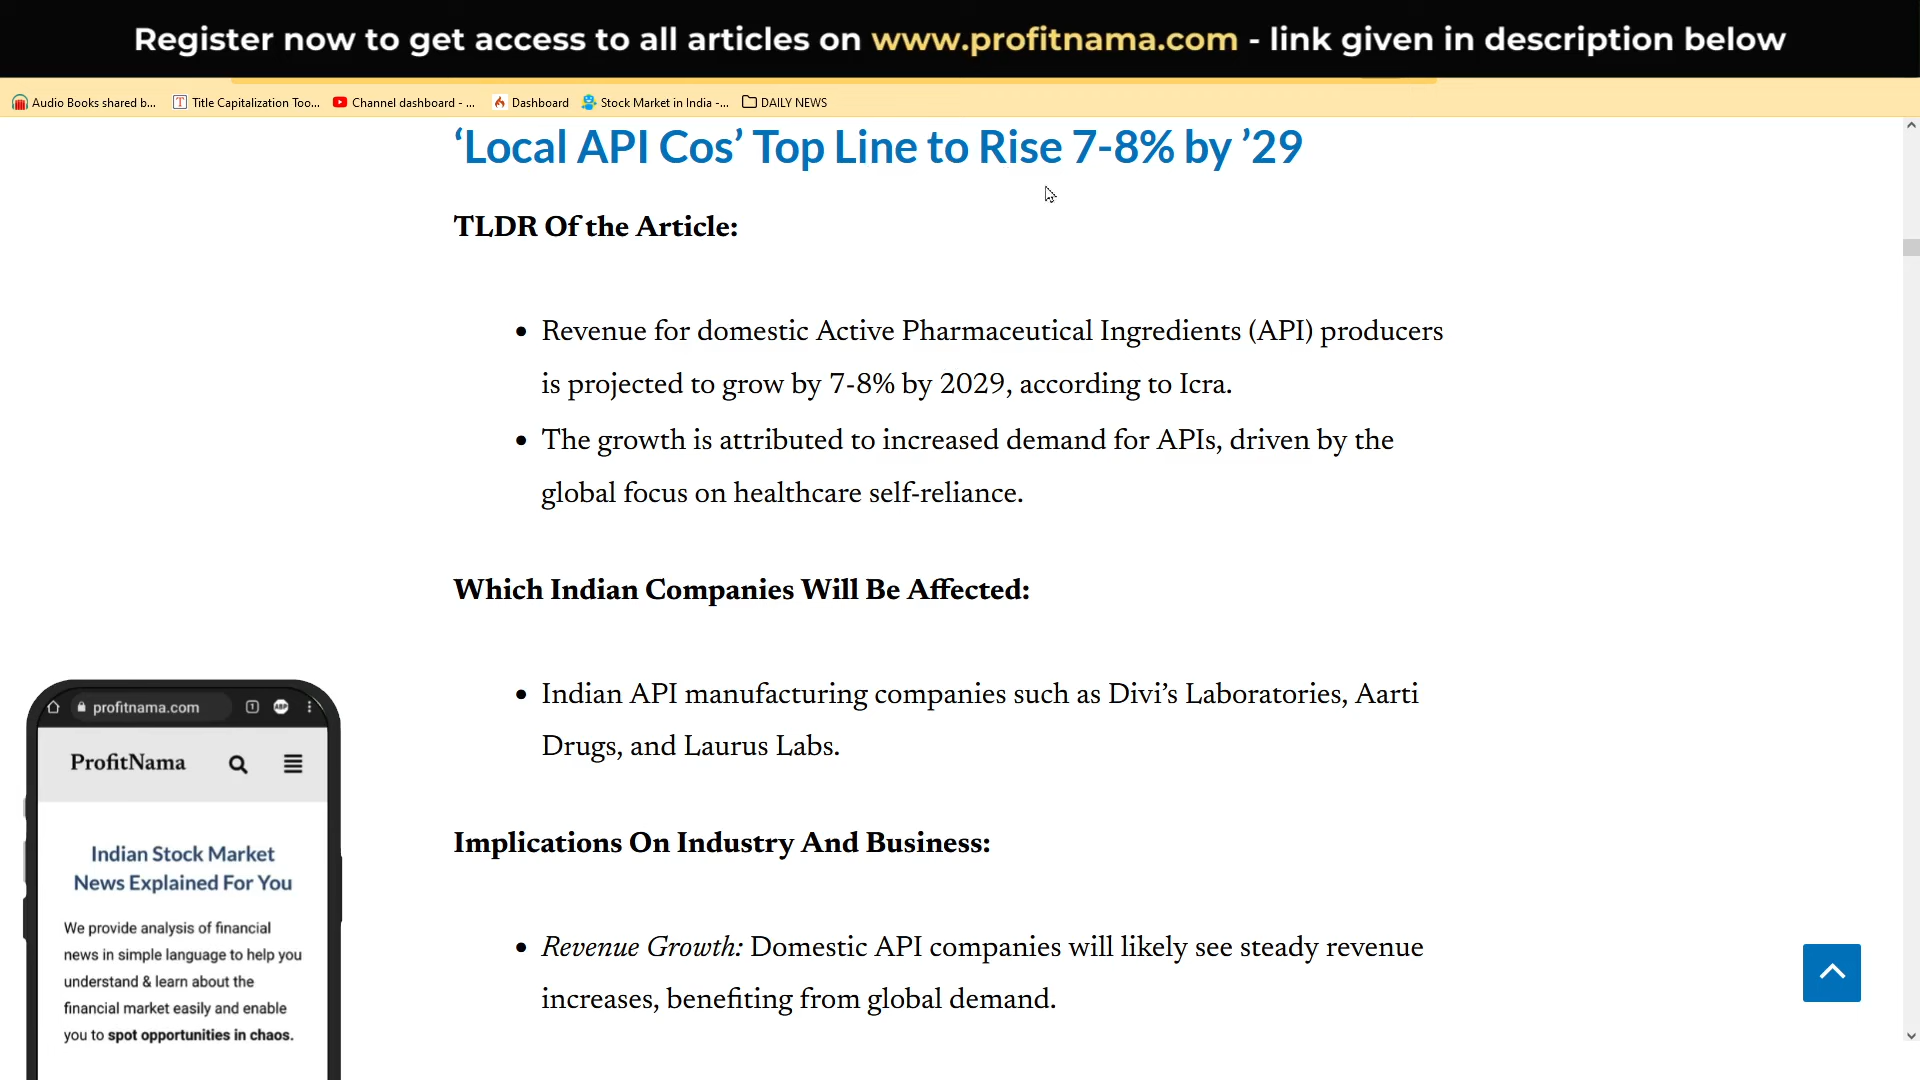 Register now to get access to all articles on www.profitnama.com - link given in description below
Audio Books shared b... Title Capitalization Too... Channel dashboard - ... Dashboard Stock Market in India -... DAILY NEWS
‘Local API Cos’ Top Line to Rise 7-8% by ’29
TLDR Of the Article:
• Revenue for domestic Active Pharmaceutical Ingredients (API) producers
is projected to grow by 7-8% by 2029, according to Icra.
• The growth is attributed to increased demand for APIs, driven by the
global focus on healthcare self-reliance.
Which Indian Companies Will Be Affected:
• Indian API manufacturing companies such as Divi’s Laboratories, Aarti
Drugs, and Laurus Labs.
Implications On Industry And Business:
• Revenue Growth: Domestic API companies will likely see steady revenue
increases, benefiting from global demand.
profitnama.com 1 ABP
ProfitNama
Indian Stock Market
News Explained For You
We provide analysis of financial
news in simple language to help you
understand & learn about the
financial market easily and enable
you to spot opportunities in chaos.